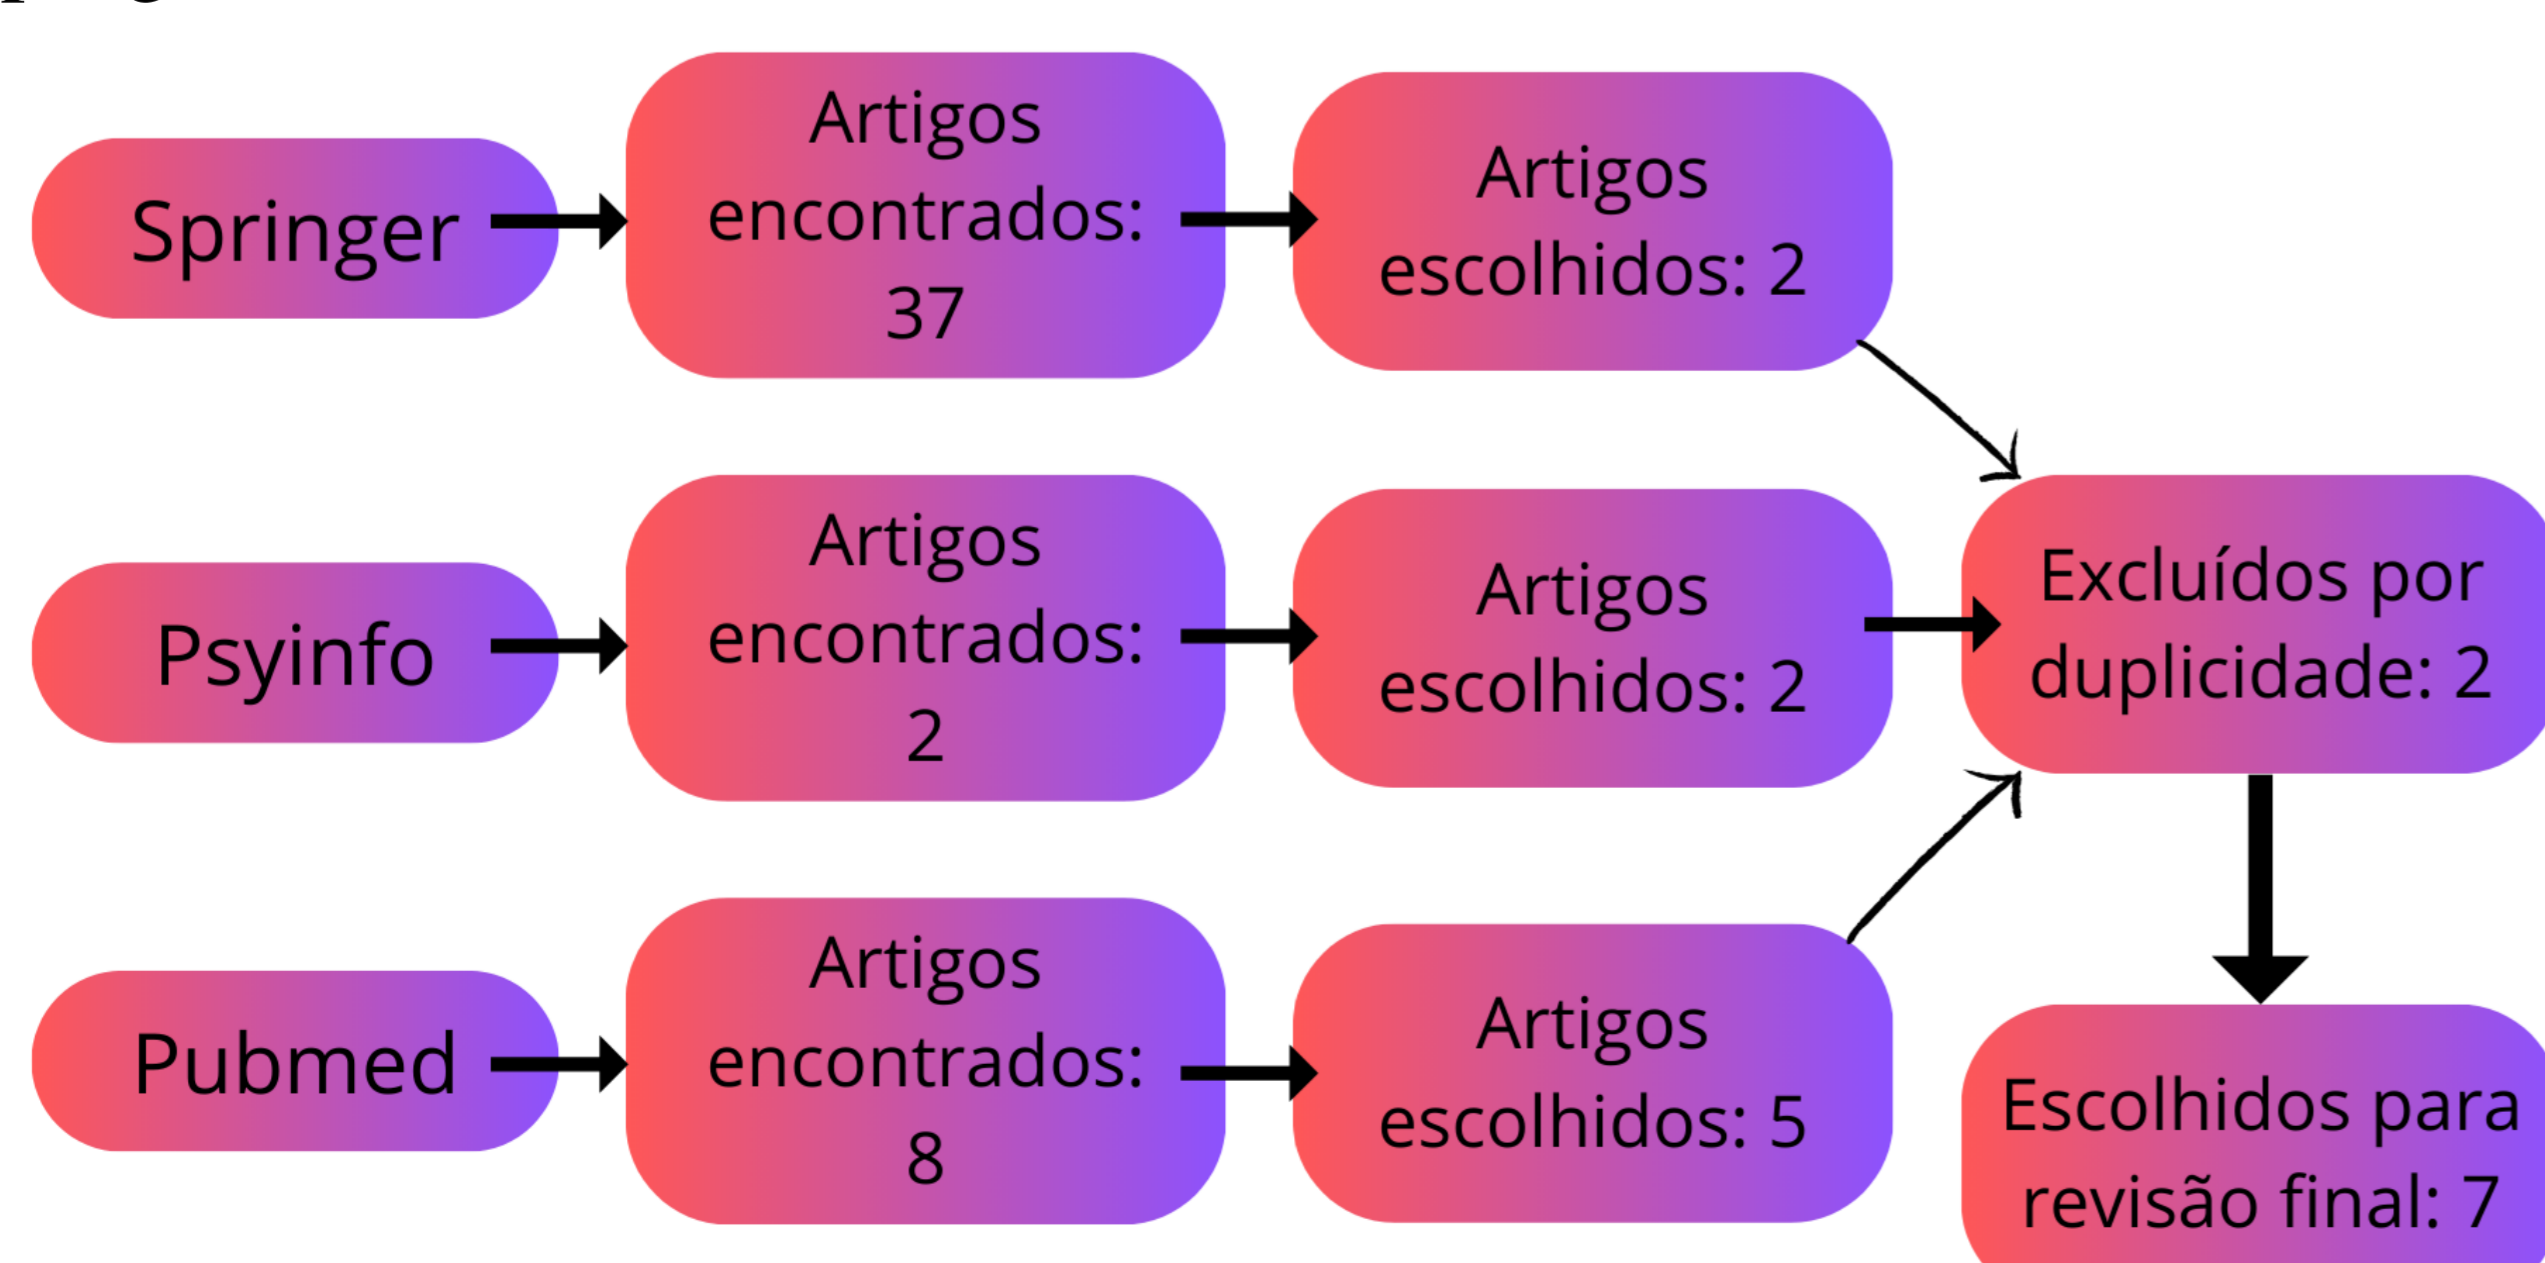 Springer
Artigos
encontrados:
37
Artigos
escolhidos: 2
Psyinfo
Artigos
encontrados:
2
Artigos
escolhidos: 2
Excluídos por
duplicidade: 2
Pubmed
Artigos
encontrados:
8
Artigos
escolhidos: 5
Escolhidos para
revisão final: 7